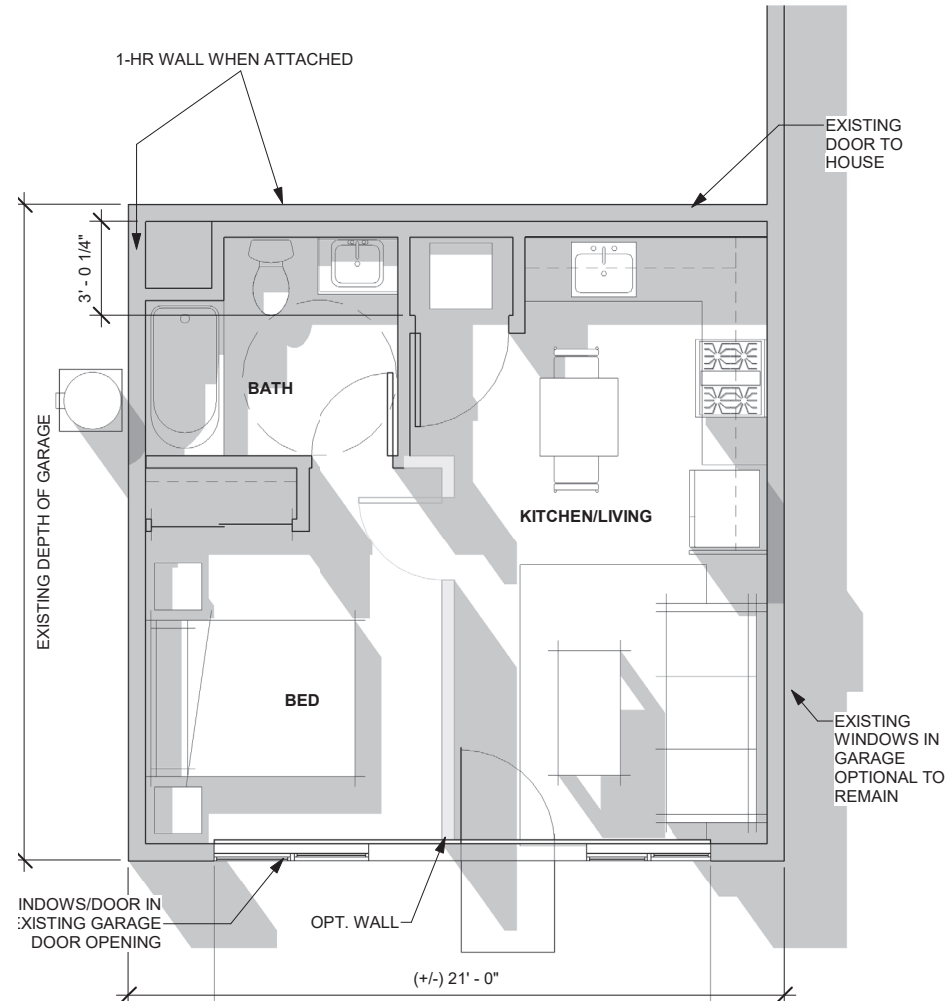 1-HR WALL WHEN ATTACHED
EXISTING
DOOR TO
HOUSE
3' - 0 1/4"
BATH
EXISTING DEPTH OF GARAGE
KITCHEN/LIVING
BED
EXISTING
WINDOWS IN
GARAGE
OPTIONAL TO
REMAIN
INDOWS/DOOR IN
EXISTING GARAGE
DOOR OPENING
OPT. WALL
(+/-) 21' - 0"